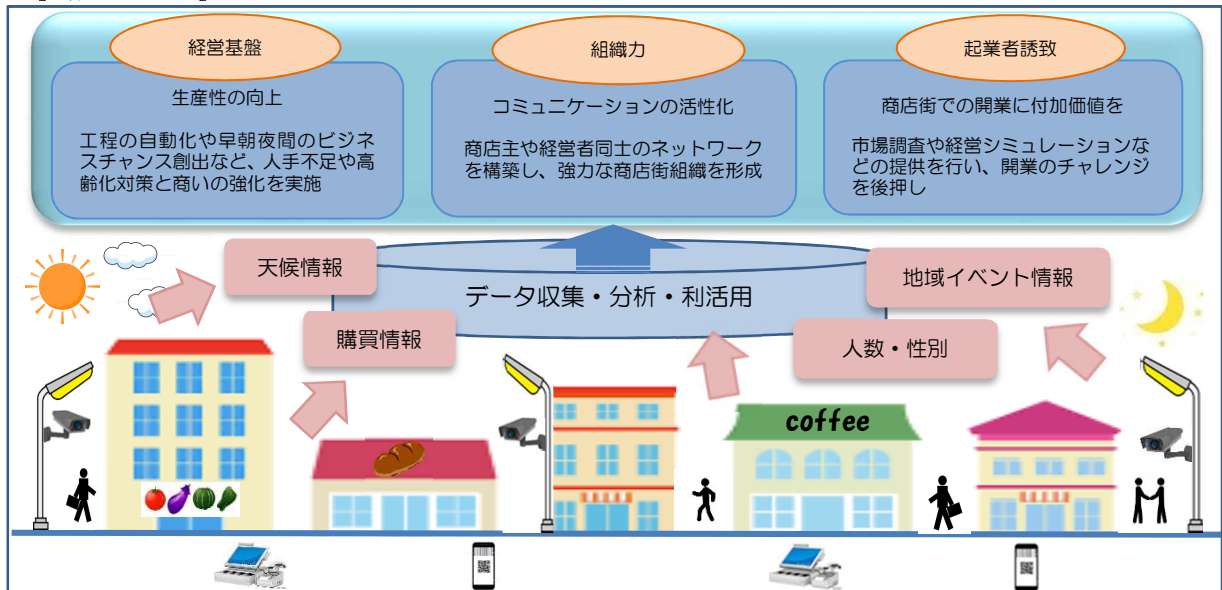 経営基盤
生産性の向上
工程の自動化や早朝夜間のビジネ
スチャンス創出など、人手不足や高
齢化対策と商いの強化を実施
組織力
コミュニケーションの活性化
商店主や経営者同士のネットワーク
を構築し、強力な商店街組織を形成
起業者誘致
商店街での開業に付加価値を
市場調査や経営シミュレーションな
どの提供を行い、開業のチャレンジ
を後押し
天候情報
購買情報
データ収集・分析・利活用
地域イベント情報
人数・性別
coffee